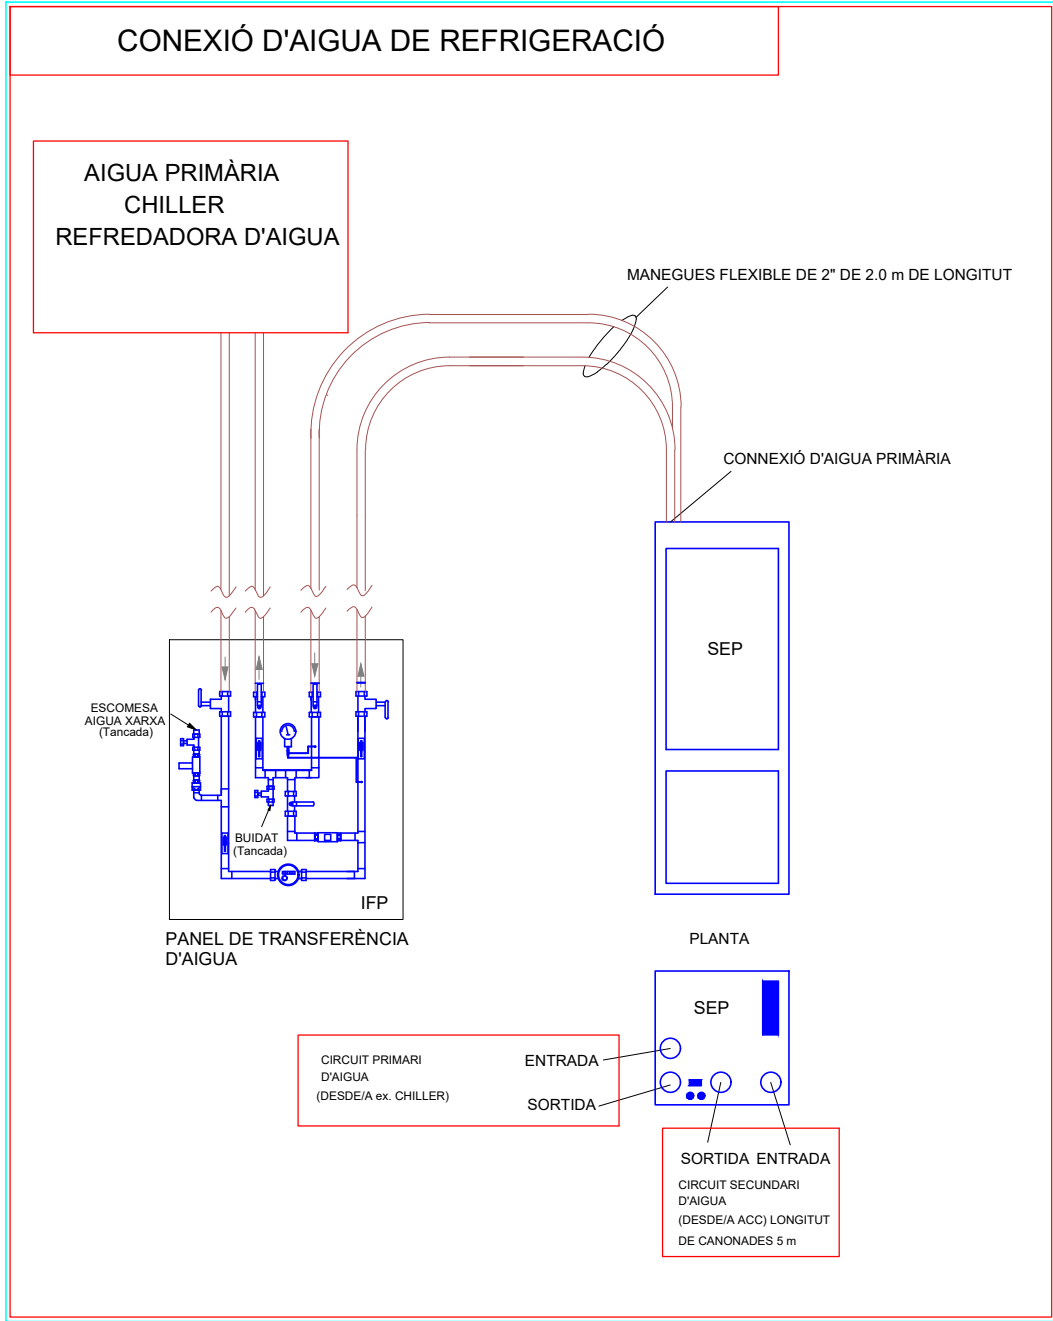 CONEXIÓ D'AIGUA DE REFRIGERACIÓ
AIGUA PRIMÀRIA
CHILLER
REFREDADORA D'AIGUA
MANEGUES FLEXIBLE DE 2" DE 2.0 m DE LONGITUT
CONNEXIÓ D'AIGUA PRIMÀRIA
SEP
ESCOMESA
AIGUA XARXA
(Tancada)
BUIDAT
(Tancada)
IFP
PANEL DE TRANSFERÈNCIA
D'AIGUA
PLANTA
SEP
CIRCUIT PRIMARI
D'AIGUA
(DESDE/A ex. CHILLER)
ENTRADA
SORTIDA
SORTIDA ENTRADA
CIRCUIT SECUNDARI
D'AIGUA
(DESDE/A ACC) LONGITUT
DE CANONADES 5 m